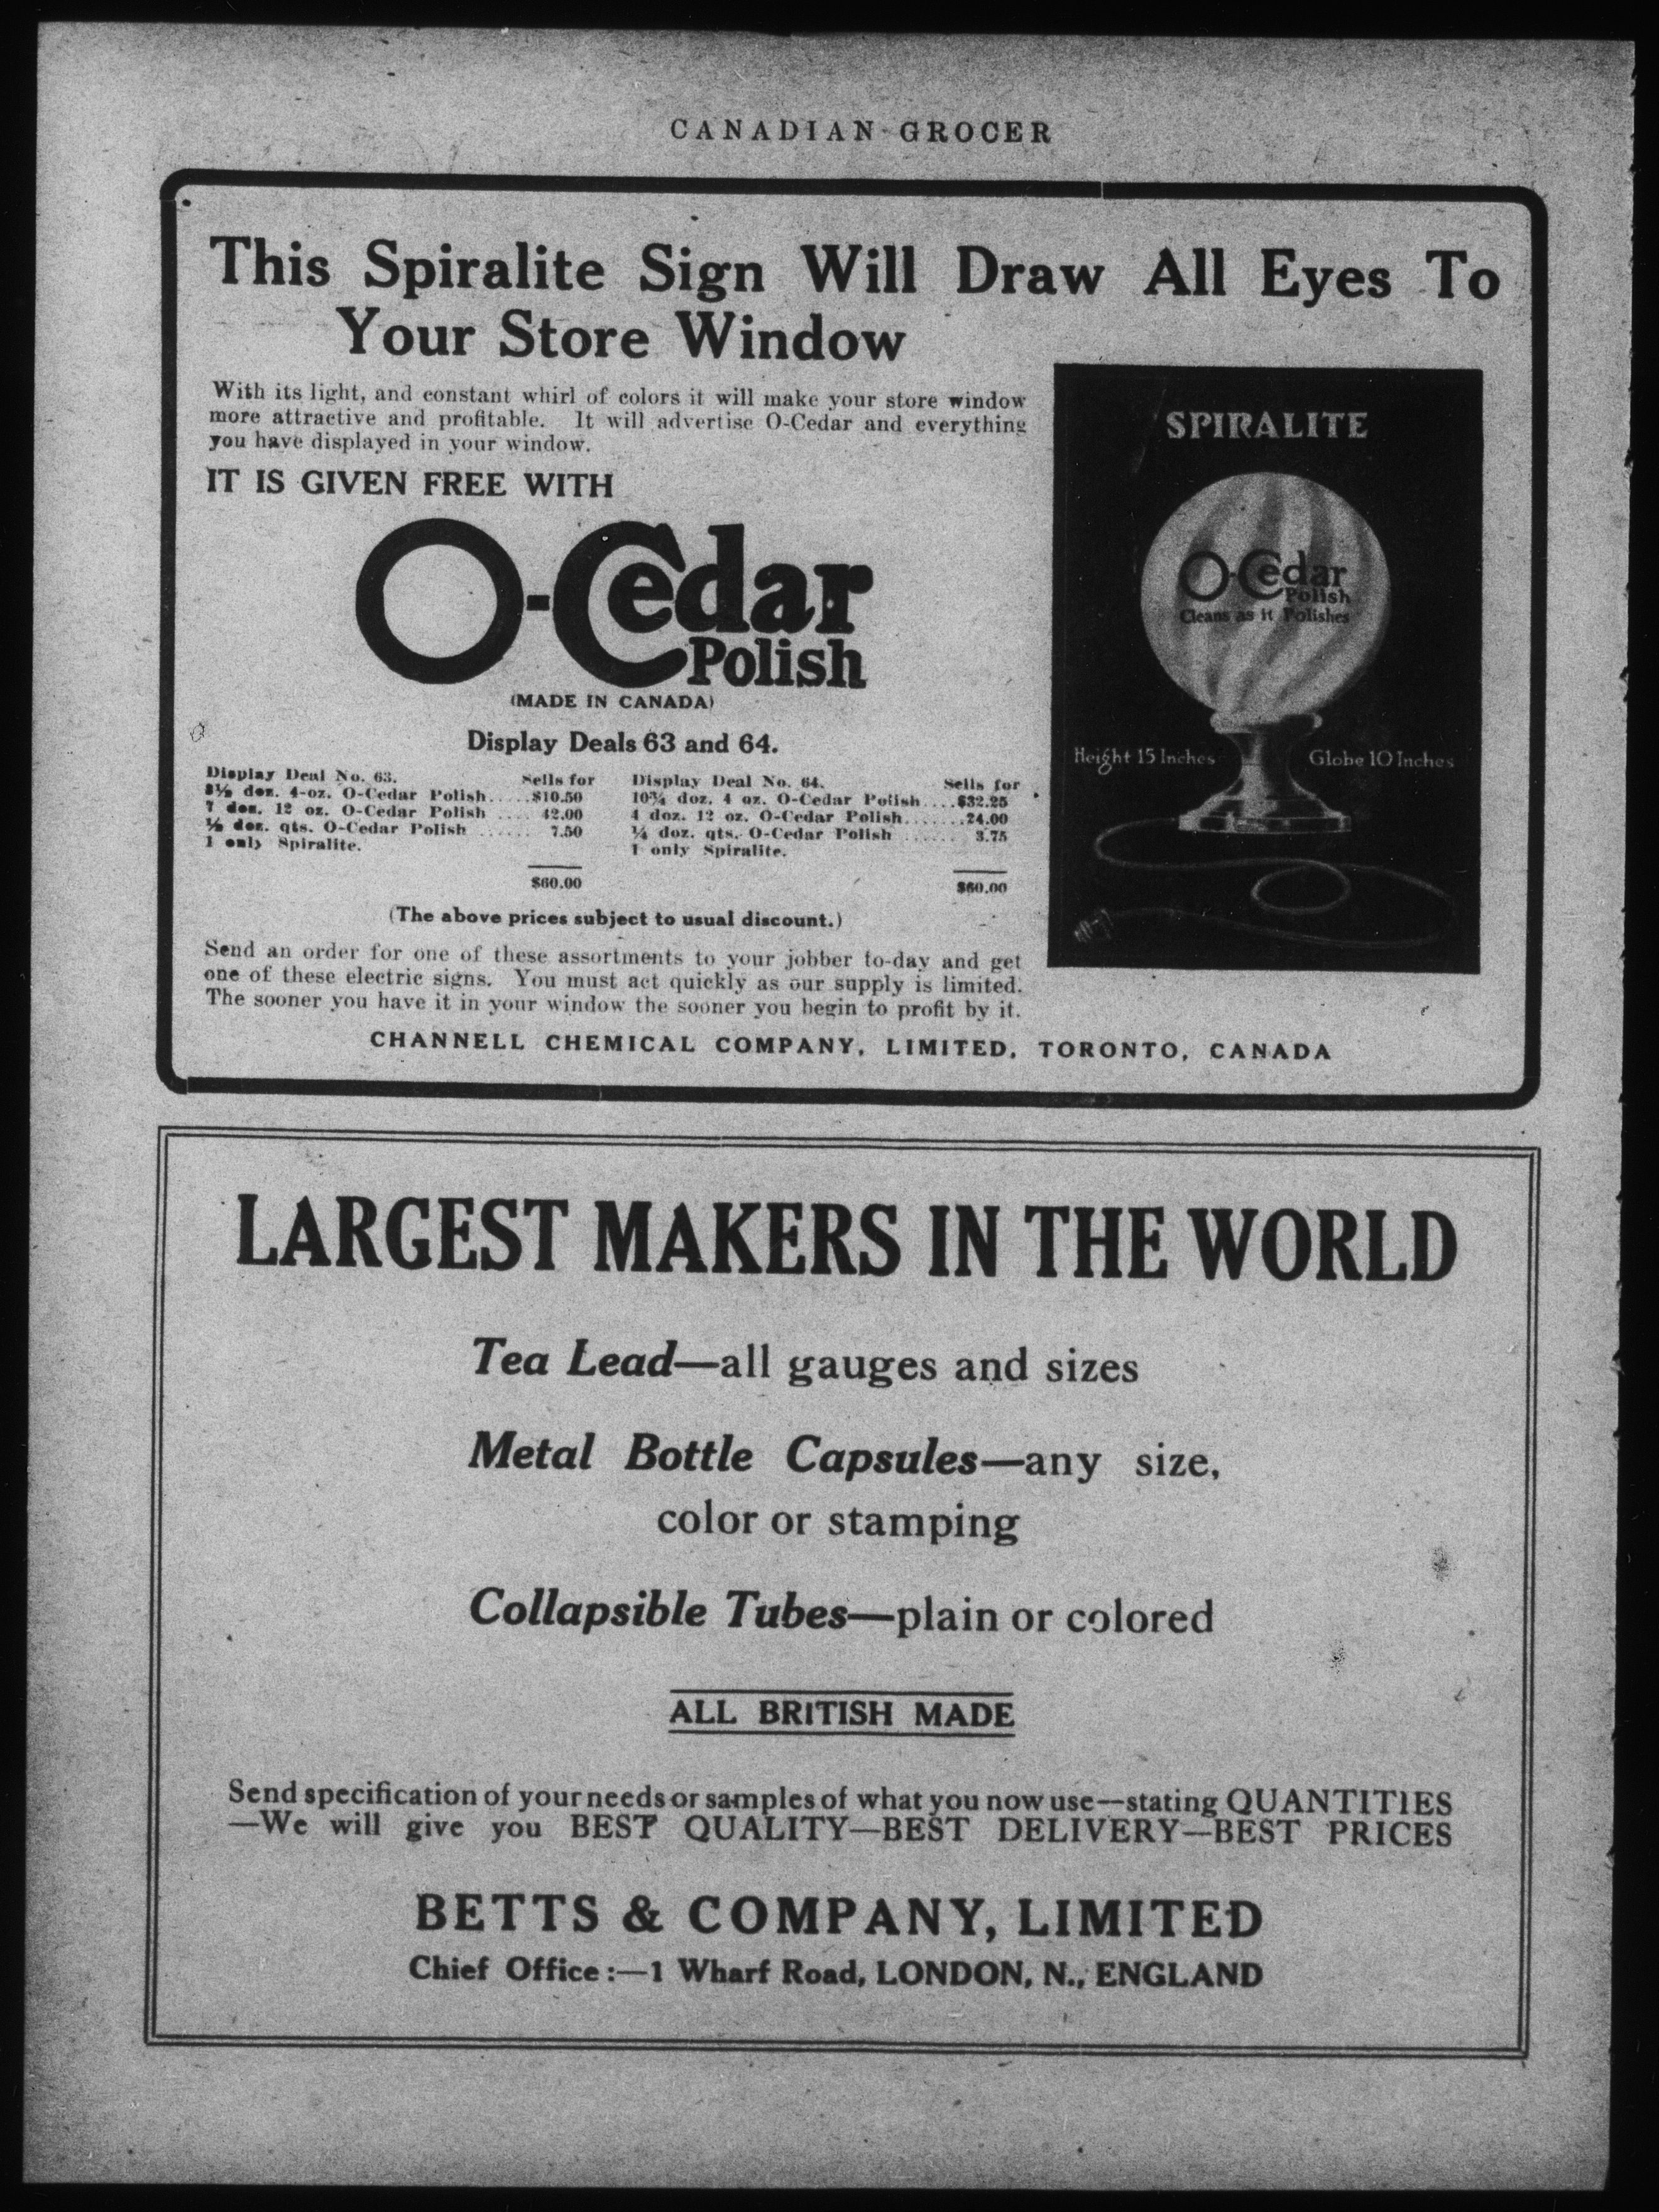 CANADIAN GROCER
This Spiralite Sign Will Draw All Eyes To
Your Store Window
With its light, and constant whirl of colors it will make your store window
more attractive and profitable. It will advertise O-Cedar and everything
you have displayed in your window.
IT IS GIVEN FREE WITH
O-Cedar
Polish
(MADE IN CANADA)
Display Deals 63 and 64.
Display Deal No. 63. Sells for
3½ doz. 4-oz. O-Cedar Polish.....$10.50
7 doz. 12 oz. O-Cedar Polish .... 42.00
½ doz. qts. O-Cedar Polish ...... 7.50
1 only Spiralite.
$60.00
Display Deal No. 64. Sells for
10¾ doz. 4 oz. O-Cedar Polish....$32.25
4 doz. 12 oz. O-Cedar Polish.......24.00
¼ doz. qts. O-Cedar Polish ...... 3.75
1 only Spiralite.
$60.00
(The above prices subject to usual discount.)
Send an order for one of these assortments to your jobber to-day and get
one of these electric signs. You must act quickly as our supply is limited.
The sooner you have it in your window the sooner you begin to profit by it.
SPIRALITE
O-Cedar
Polish
Cleans as it Polishes
Height 15 Inches
Globe 10 Inches
CHANNELL CHEMICAL COMPANY, LIMITED, TORONTO, CANADA
LARGEST MAKERS IN THE WORLD
Tea Lead—all gauges and sizes
Metal Bottle Capsules—any size,
color or stamping
Collapsible Tubes—plain or colored
ALL BRITISH MADE
Send specification of your needs or samples of what you now use—stating QUANTITIES
—We will give you BEST QUALITY—BEST DELIVERY—BEST PRICES
BETTS & COMPANY, LIMITED
Chief Office:—1 Wharf Road, LONDON, N., ENGLAND